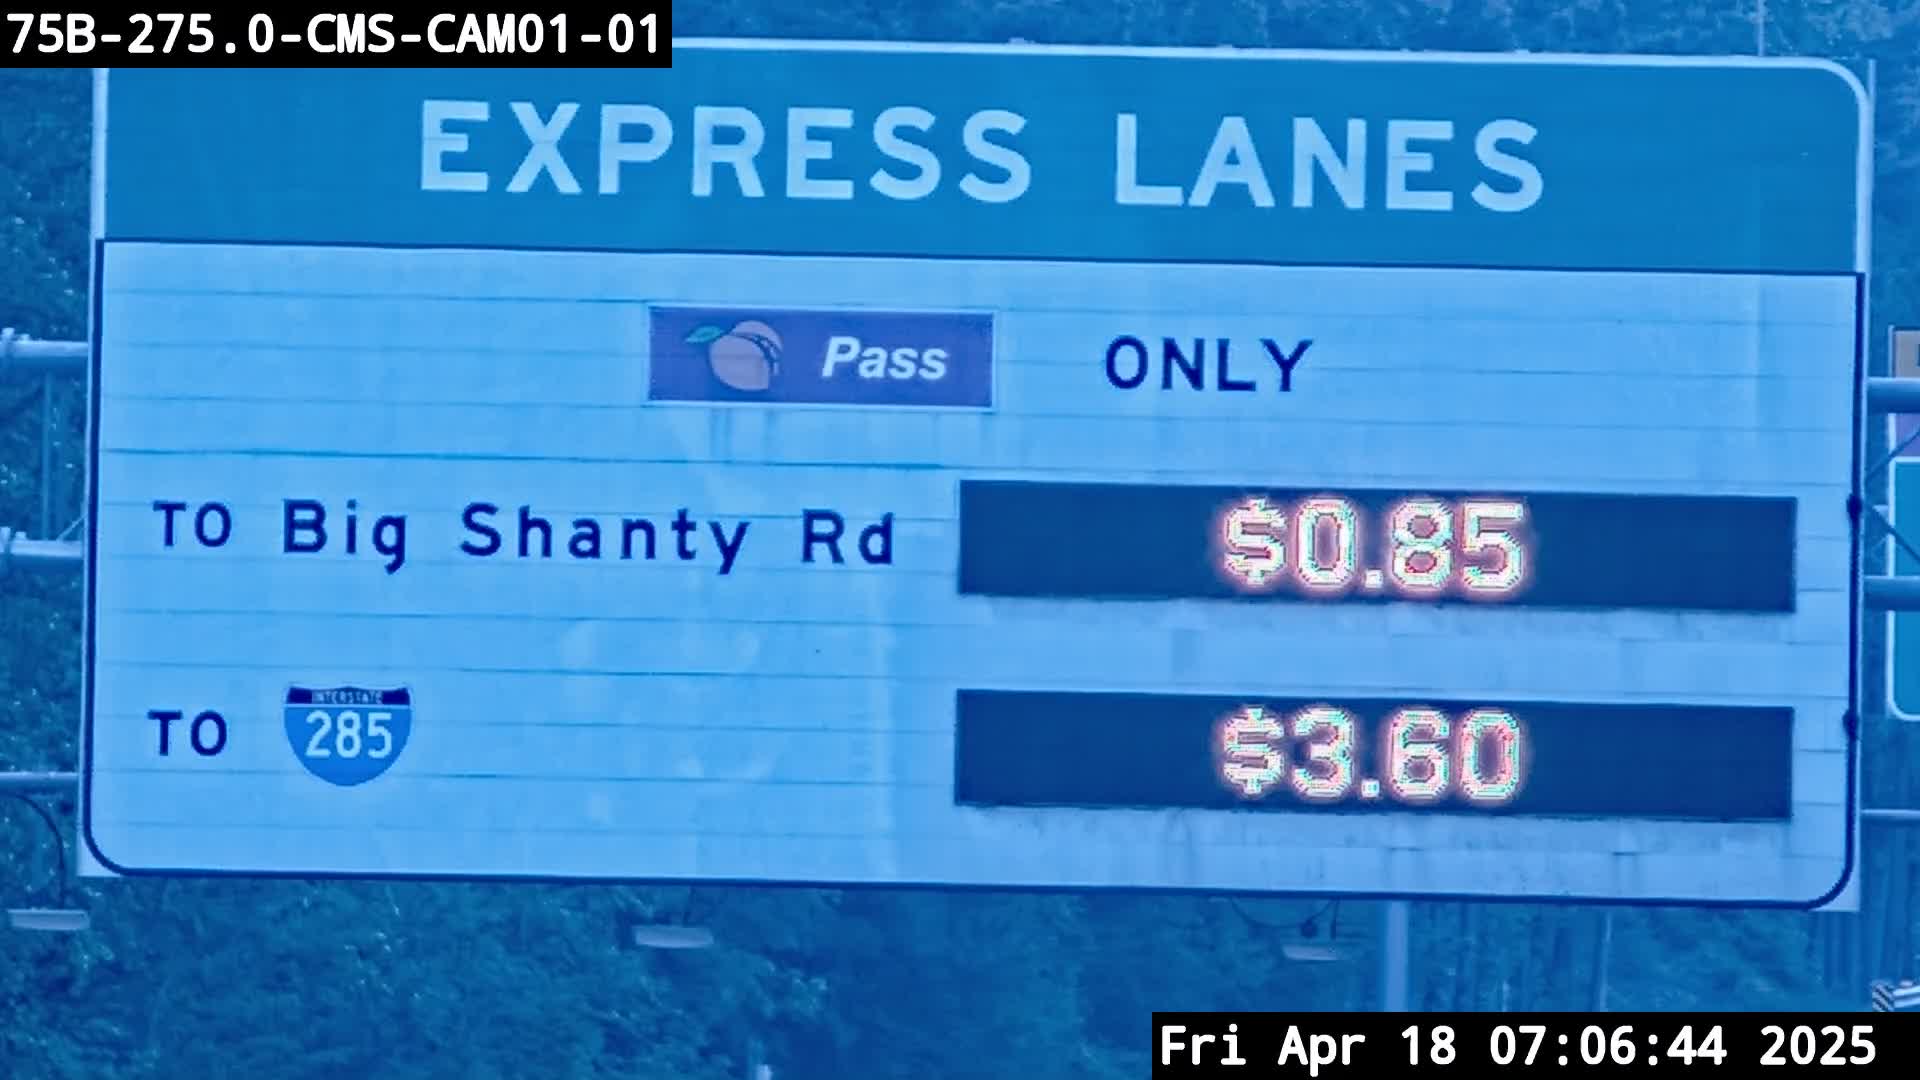 75B-275.0-CMS-CAM01-01
EXPRESS LANES
Pass ONLY
TO Big Shanty Rd $0.85
INTERSTATE
TO 285 $3.60
Fri Apr 18 07:06:44 2025